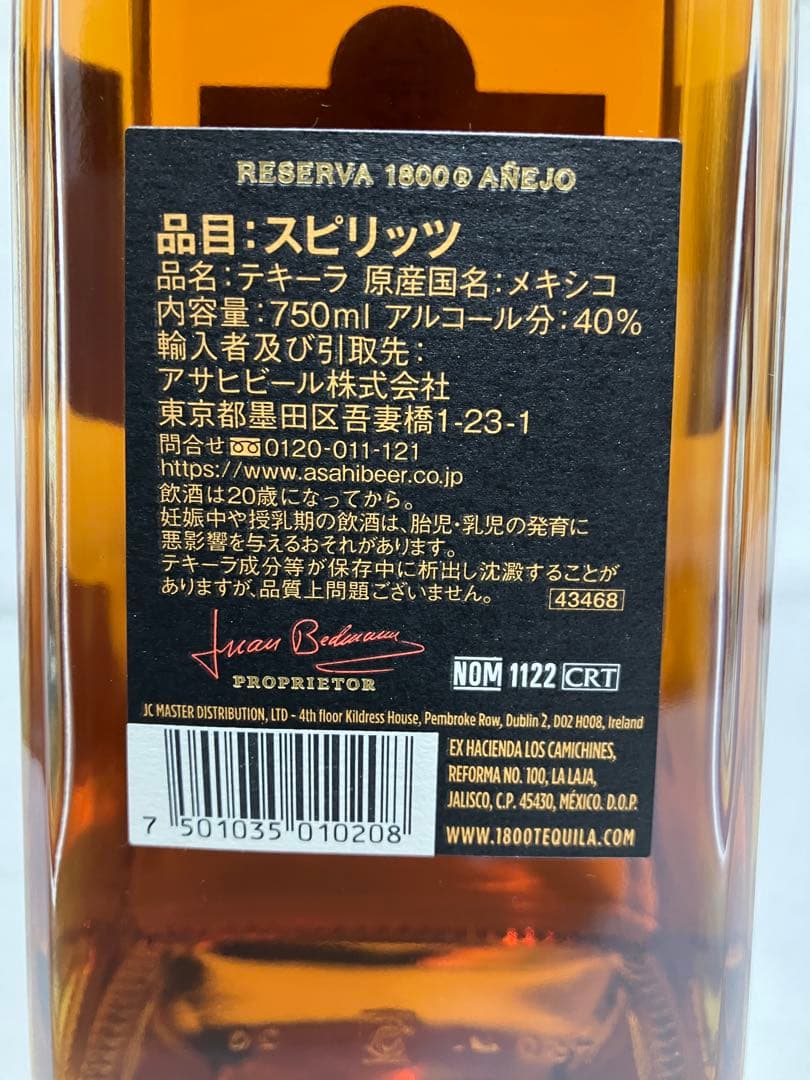 RESERVA 1800® AÑEJO
品目：スピリッツ
品名：テキーラ 原産国名：メキシコ
内容量：750ml アルコール分：40%
輸入者及び引取先：
アサヒビール株式会社
東京都墨田区吾妻橋1-23-1
問合せ 0120-011-121
https://www.asahibeer.co.jp
飲酒は20歳になってから。
妊娠中や授乳期の飲酒は、胎児・乳児の発育に
悪影響を与えるおそれがあります。
テキーラ成分等が保存中に析出し沈澱することが
ありますが、品質上問題ございません。 43468
Juan Beckmann
PROPRIETOR
NOM 1122 CRT
JC MASTER DISTRIBUTION, LTD - 4th floor Kildress House, Pembroke Row, Dublin 2, D02 H008, Ireland
EX HACIENDA LOS CAMICHINES,
REFORMA NO. 100, LA LAJA,
JALISCO, C.P. 45430, MÉXICO. D.O.P.
WWW.1800TEQUILA.COM
7 501035 010208